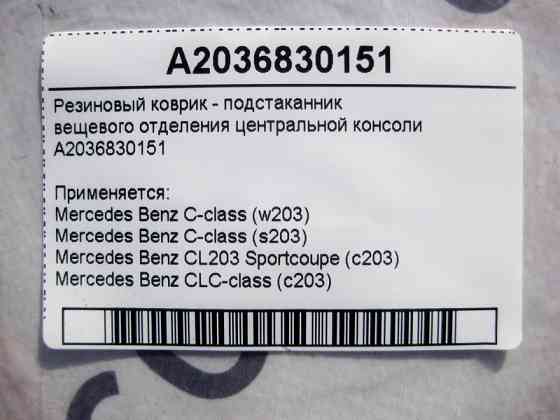 A2036830151
Резиновый коврик - подстаканник
вещевого отделения центральной консоли
A2036830151
Применяется:
Mercedes Benz C-class (w203)
Mercedes Benz C-class (s203)
Mercedes Benz CL203 Sportcoupe (c203)
Mercedes Benz CLC-class (c203)